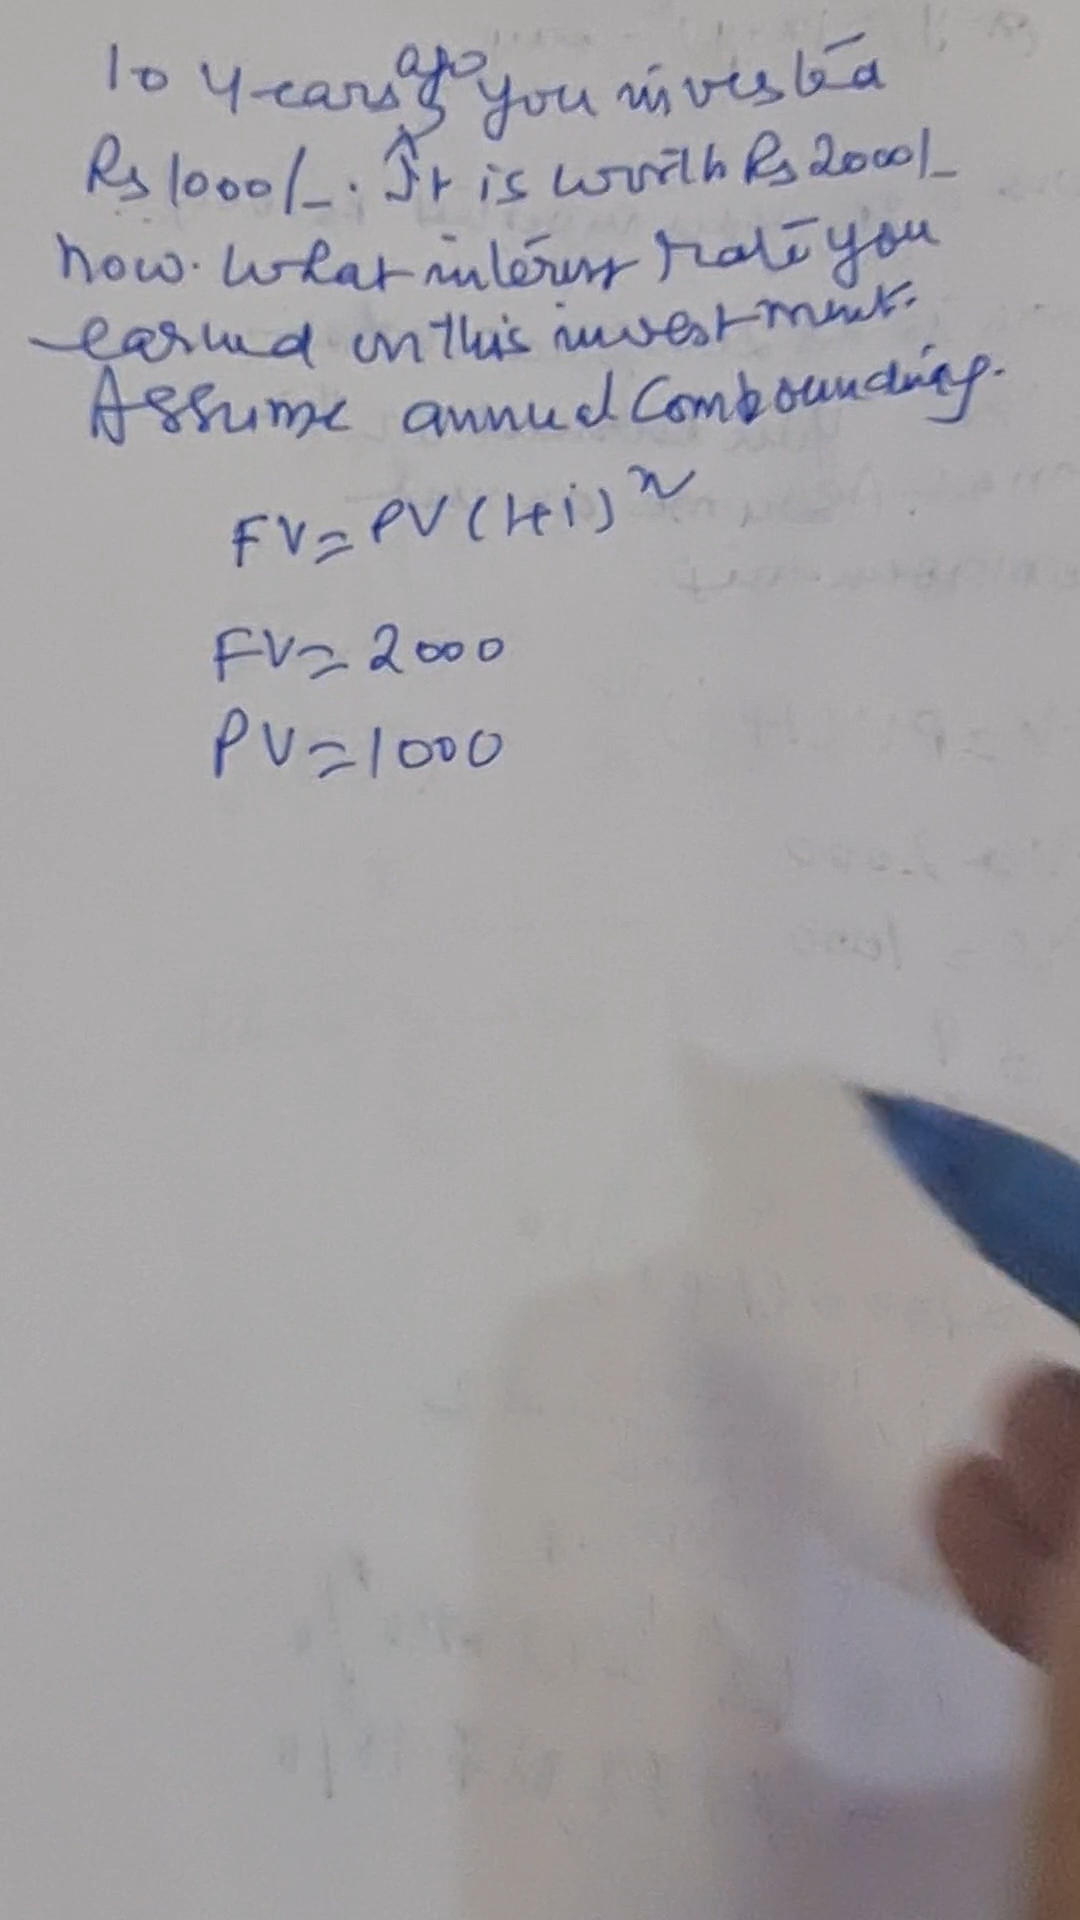 10 years ago you invested
Rs 1000/-. It is worth Rs 2000/-
now. What interest rate you
earned on this investment.
Assume annual Compounding.
FV = PV (1+i)^n
FV = 2000
PV = 1000